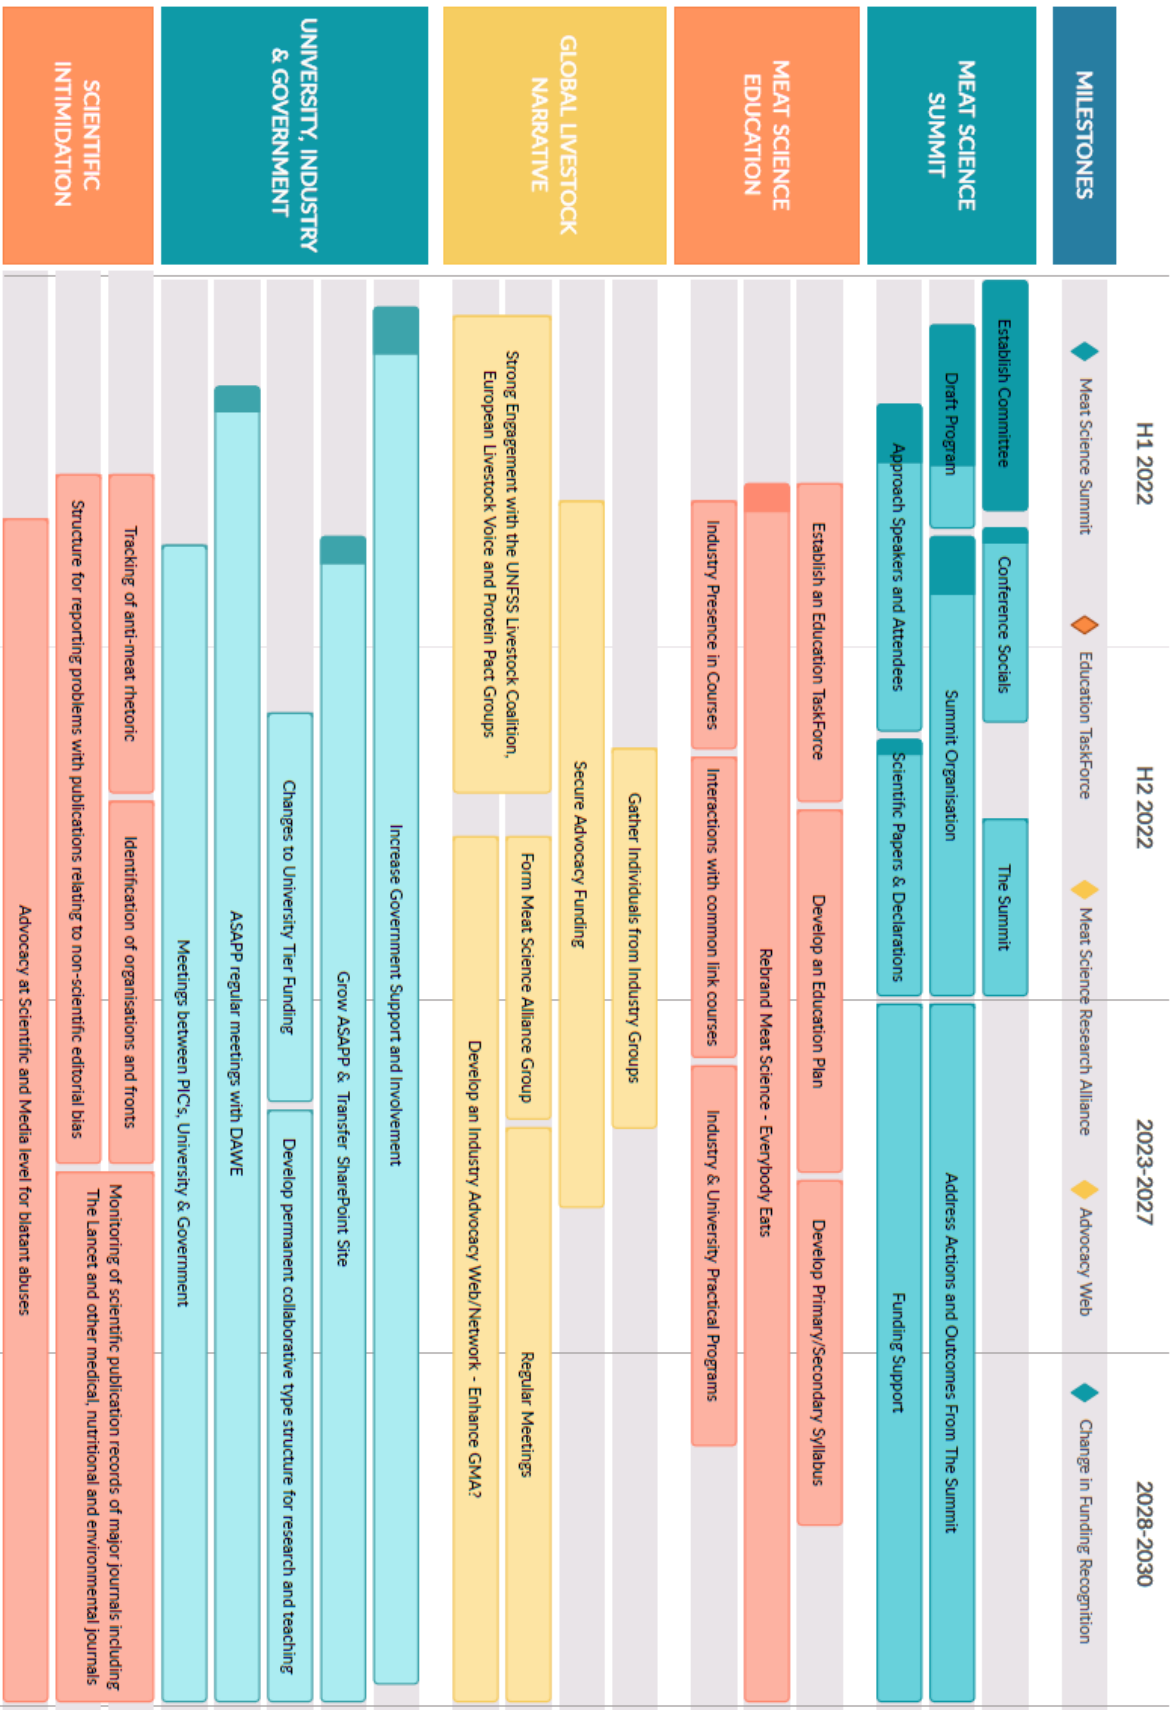 H1 2022
H2 2022
2023-2027
2028-2030
MILESTONES
Meat Science Summit
Education TaskForce
Meat Science Research Alliance
Advocacy Web
Change in Funding Recognition
MEAT SCIENCE
SUMMIT
Establish Committee
Conference Socials
The Summit
Draft Program
Summit Organisation
Address Actions and Outcomes From The Summit
Approach Speakers and Attendees
Scientific Papers & Declarations
Funding Support
MEAT SCIENCE
EDUCATION
Establish an Education TaskForce
Develop an Education Plan
Develop Primary/Secondary Syllabus
Rebrand Meat Science - Everybody Eats
Industry Presence in Courses
Interactions with common link courses
Industry & University Practical Programs
GLOBAL LIVESTOCK
NARRATIVE
Gather Individuals from Industry Groups
Secure Advocacy Funding
Strong Engagement with the UNFSS Livestock Coalition,
European Livestock Voice and Protein Pact Groups
Form Meat Science Alliance Group
Regular Meetings
Develop an Industry Advocacy Web/Network - Enhance GMA?
UNIVERSITY, INDUSTRY
& GOVERNMENT
Increase Government Support and Involvement
Grow ASAPP & Transfer SharePoint Site
Changes to University Tier Funding
Develop permanent collaborative type structure for research and teaching
ASAPP regular meetings with DAWE
Meetings between PIC's, University & Government
SCIENTIFIC
INTIMIDATION
Tracking of anti-meat rhetoric
Identification of organisations and fronts
Monitoring of scientific publication records of major journals including
The Lancet and other medical, nutritional and environmental journals
Structure for reporting problems with publications relating to non-scientific editorial bias
Advocacy at Scientific and Media level for blatant abuses